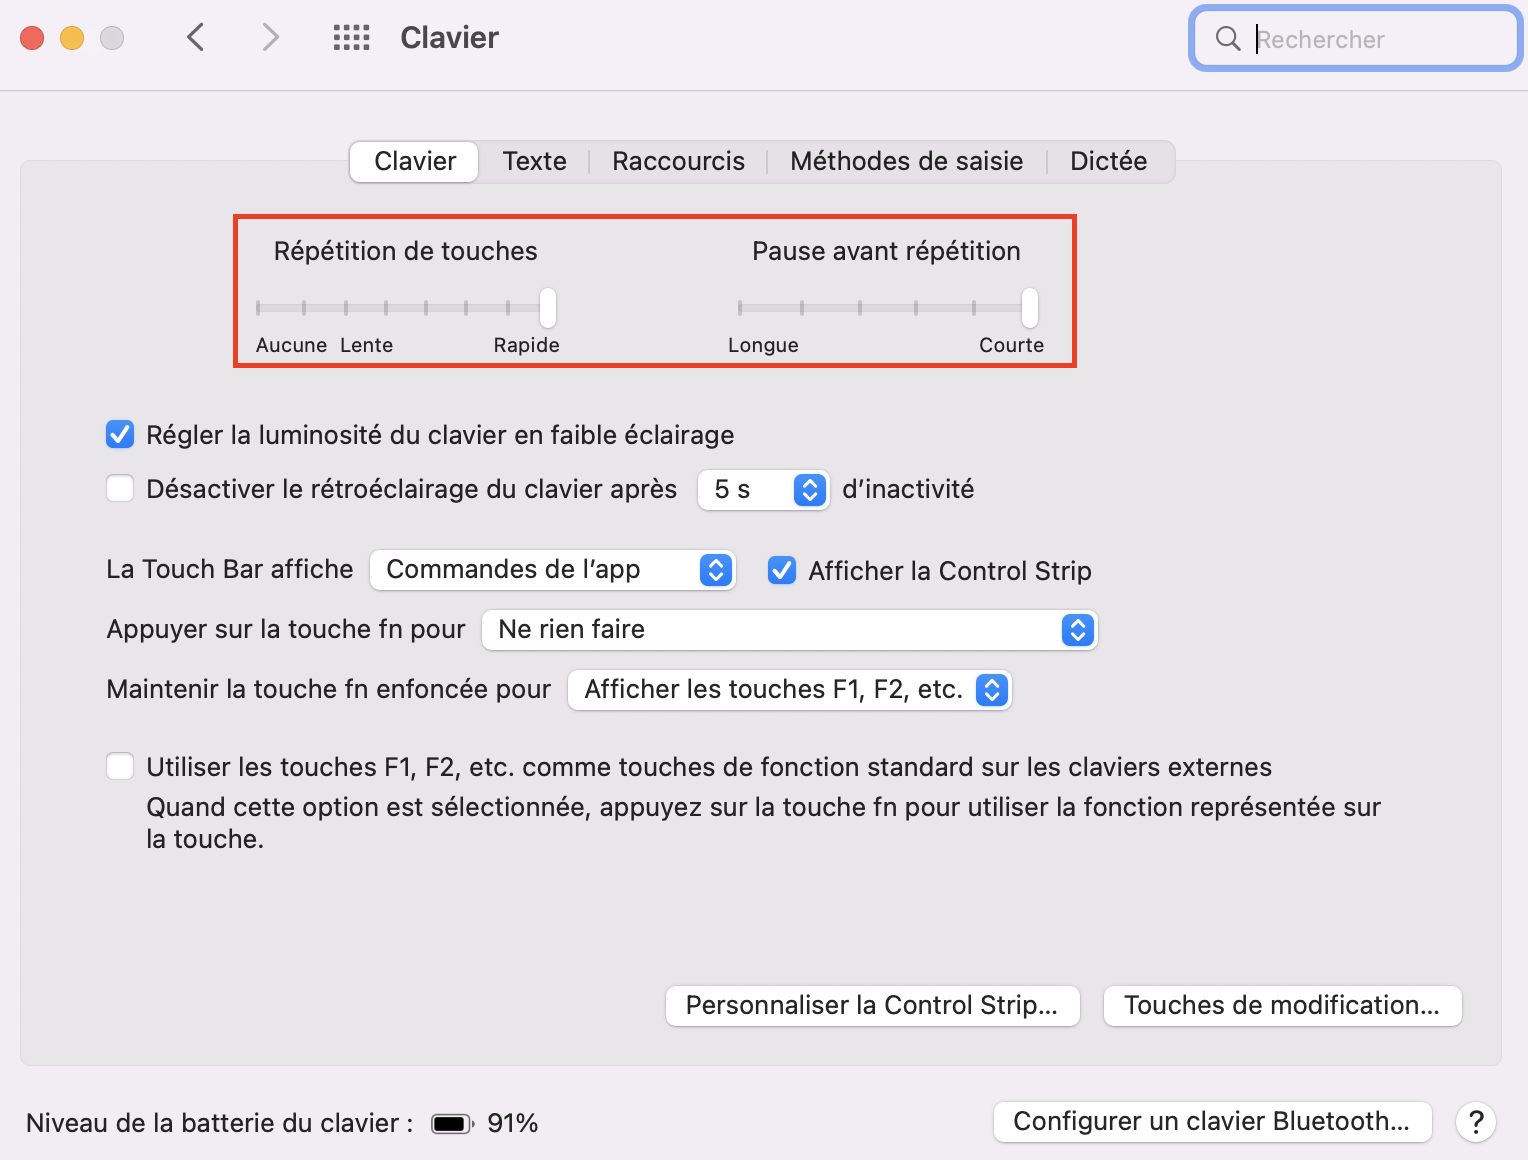 Clavier
Rechercher
Clavier Texte Raccourcis Méthodes de saisie Dictée
Répétition de touches Pause avant répétition
Aucune Lente Rapide Longue Courte
Régler la luminosité du clavier en faible éclairage
Désactiver le rétroéclairage du clavier après 5 s d’inactivité
La Touch Bar affiche Commandes de l’app Afficher la Control Strip
Appuyer sur la touche fn pour Ne rien faire
Maintenir la touche fn enfoncée pour Afficher les touches F1, F2, etc.
Utiliser les touches F1, F2, etc. comme touches de fonction standard sur les claviers externes
Quand cette option est sélectionnée, appuyez sur la touche fn pour utiliser la fonction représentée sur
la touche.
Personnaliser la Control Strip... Touches de modification...
Niveau de la batterie du clavier : 91% Configurer un clavier Bluetooth... ?